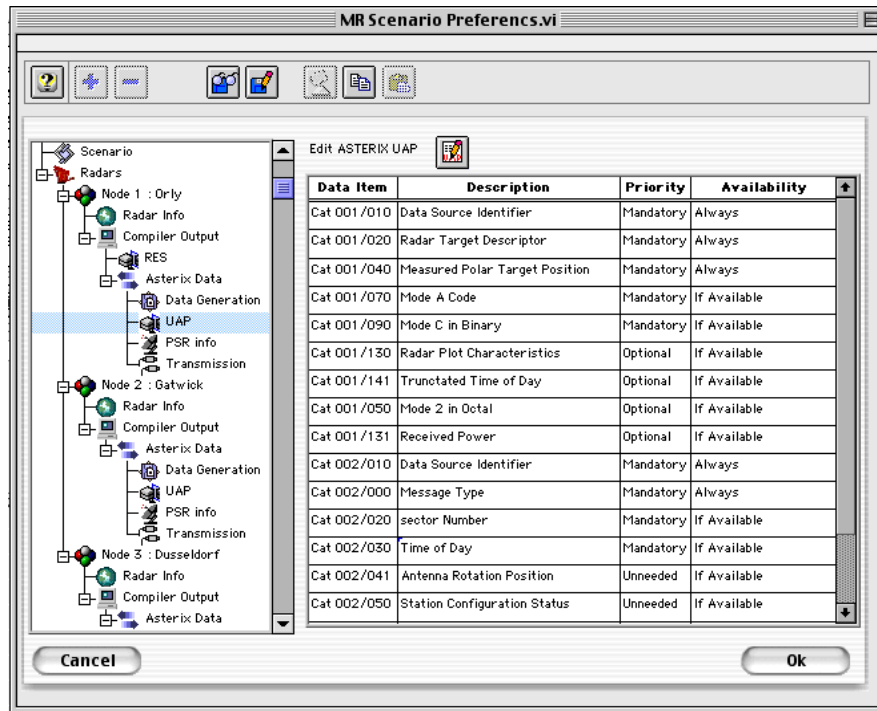 MR Scenario Preferencs.vi
Scenario
Radars
Node 1 : Orly
Radar Info
Compiler Output
RES
Asterix Data
Data Generation
UAP
PSR info
Transmission
Node 2 : Gatwick
Radar Info
Compiler Output
Asterix Data
Data Generation
UAP
PSR info
Transmission
Node 3 : Dusseldorf
Radar Info
Compiler Output
Asterix Data
Edit ASTERIX UAP
Data Item Description Priority Availability
Cat 001/010 Data Source Identifier Mandatory Always
Cat 001/020 Radar Target Descriptor Mandatory Always
Cat 001/040 Measured Polar Target Position Mandatory Always
Cat 001/070 Mode A Code Mandatory If Available
Cat 001/090 Mode C in Binary Mandatory If Available
Cat 001/130 Radar Plot Characteristics Optional If Available
Cat 001/141 Trunctated Time of Day Optional If Available
Cat 001/050 Mode 2 in Octal Optional If Available
Cat 001/131 Received Power Optional If Available
Cat 002/010 Data Source Identifier Mandatory Always
Cat 002/000 Message Type Mandatory Always
Cat 002/020 sector Number Mandatory If Available
Cat 002/030 Time of Day Mandatory If Available
Cat 002/041 Antenna Rotation Position Unneeded If Available
Cat 002/050 Station Configuration Status Unneeded If Available
Cancel
Ok